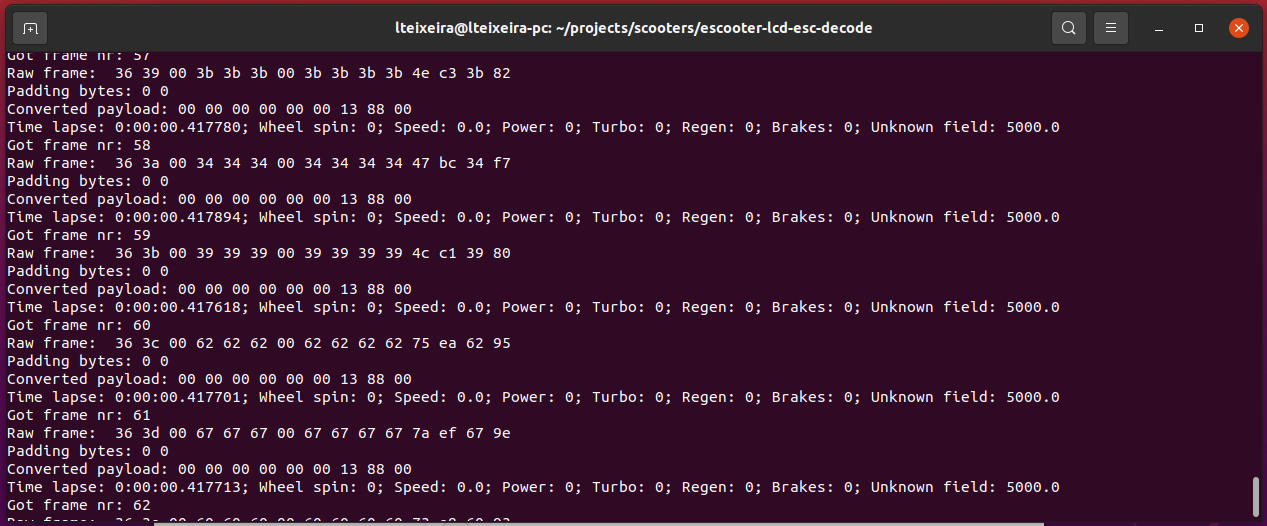 lteixeira@lteixeira-pc: ~/projects/scooters/escooter-lcd-esc-decode
Got frame nr: 57
Raw frame:  36 39 00 3b 3b 3b 00 3b 3b 3b 3b 4e c3 3b 82
Padding bytes: 0 0
Converted payload: 00 00 00 00 00 00 13 88 00
Time lapse: 0:00:00.417780; Wheel spin: 0; Speed: 0.0; Power: 0; Turbo: 0; Regen: 0; Brakes: 0; Unknown field: 5000.0
Got frame nr: 58
Raw frame:  36 3a 00 34 34 34 00 34 34 34 34 47 bc 34 f7
Padding bytes: 0 0
Converted payload: 00 00 00 00 00 00 13 88 00
Time lapse: 0:00:00.417894; Wheel spin: 0; Speed: 0.0; Power: 0; Turbo: 0; Regen: 0; Brakes: 0; Unknown field: 5000.0
Got frame nr: 59
Raw frame:  36 3b 00 39 39 39 00 39 39 39 39 4c c1 39 80
Padding bytes: 0 0
Converted payload: 00 00 00 00 00 00 13 88 00
Time lapse: 0:00:00.417618; Wheel spin: 0; Speed: 0.0; Power: 0; Turbo: 0; Regen: 0; Brakes: 0; Unknown field: 5000.0
Got frame nr: 60
Raw frame:  36 3c 00 62 62 62 00 62 62 62 62 75 ea 62 95
Padding bytes: 0 0
Converted payload: 00 00 00 00 00 00 13 88 00
Time lapse: 0:00:00.417701; Wheel spin: 0; Speed: 0.0; Power: 0; Turbo: 0; Regen: 0; Brakes: 0; Unknown field: 5000.0
Got frame nr: 61
Raw frame:  36 3d 00 67 67 67 00 67 67 67 67 7a ef 67 9e
Padding bytes: 0 0
Converted payload: 00 00 00 00 00 00 13 88 00
Time lapse: 0:00:00.417713; Wheel spin: 0; Speed: 0.0; Power: 0; Turbo: 0; Regen: 0; Brakes: 0; Unknown field: 5000.0
Got frame nr: 62